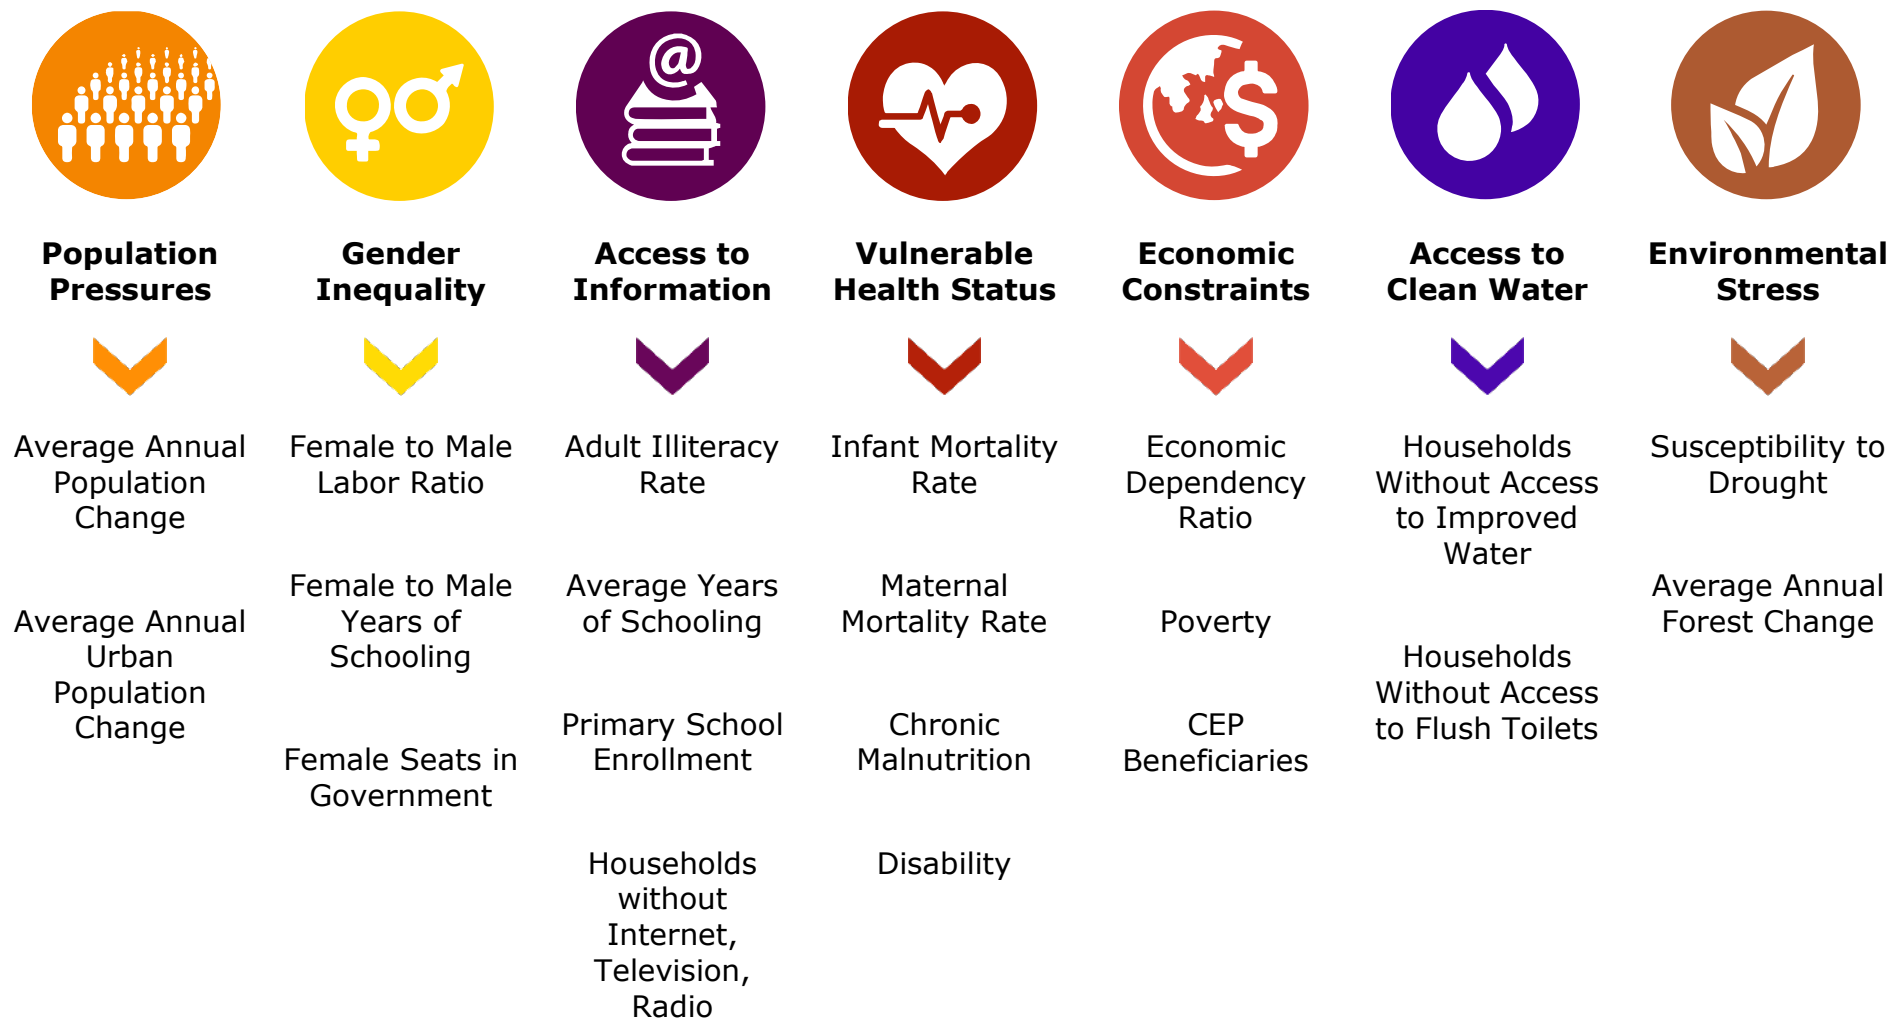 @
$
Population
Pressures
Average Annual
Population
Change
Average Annual
Urban
Population
Change
Gender
Inequality
Female to Male
Labor Ratio
Female to Male
Years of
Schooling
Female Seats in
Government
Access to
Information
Adult Illiteracy
Rate
Average Years
of Schooling
Primary School
Enrollment
Households
without
Internet,
Television,
Radio
Vulnerable
Health Status
Infant Mortality
Rate
Maternal
Mortality Rate
Chronic
Malnutrition
Disability
Economic
Constraints
Economic
Dependency
Ratio
Poverty
CEP
Beneficiaries
Access to
Clean Water
Households
Without Access
to Improved
Water
Households
Without Access
to Flush Toilets
Environmental
Stress
Susceptibility to
Drought
Average Annual
Forest Change